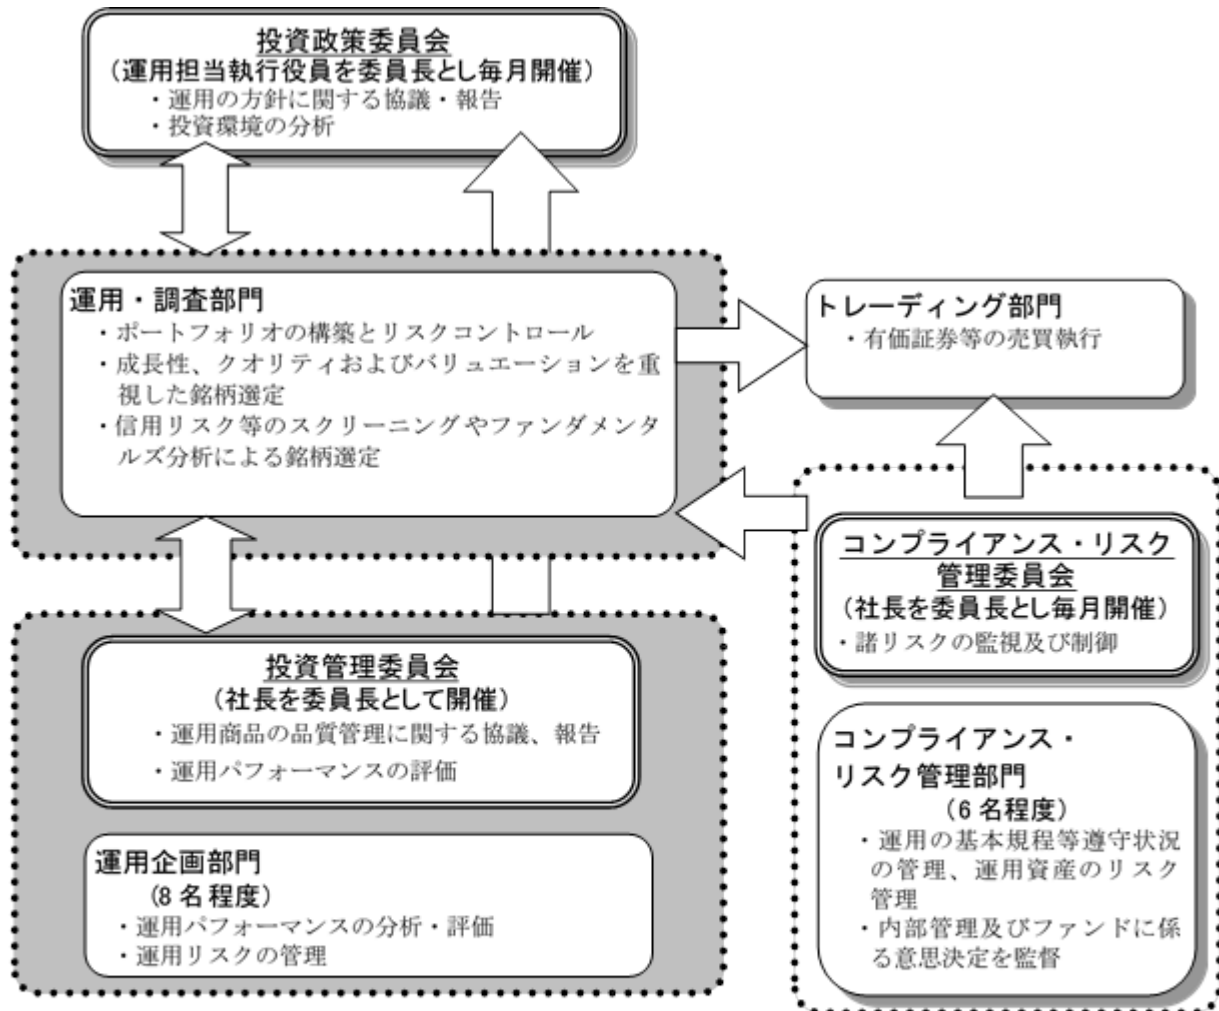 投資政策委員会
(運用担当執行役員を委員長とし毎月開催)
・運用の方針に関する協議・報告
・投資環境の分析
運用・調査部門
・ポートフォリオの構築とリスクコントロール
・成長性、クオリティおよびバリュエーションを重
視した銘柄選定
・信用リスク等のスクリーニングやファンダメンタ
ルズ分析による銘柄選定
トレーディング部門
・有価証券等の売買執行
コンプライアンス・リスク
管理委員会
(社長を委員長とし毎月開催)
・諸リスクの監視及び制御
投資管理委員会
(社長を委員長として開催)
・運用商品の品質管理に関する協議、報告
・運用パフォーマンスの評価
運用企画部門
(8名程度)
・運用パフォーマンスの分析・評価
・運用リスクの管理
コンプライアンス・
リスク管理部門
(6名程度)
・運用の基本規程等遵守状況
の管理、運用資産のリスク
管理
・内部管理及びファンドに係
る意思決定を監督